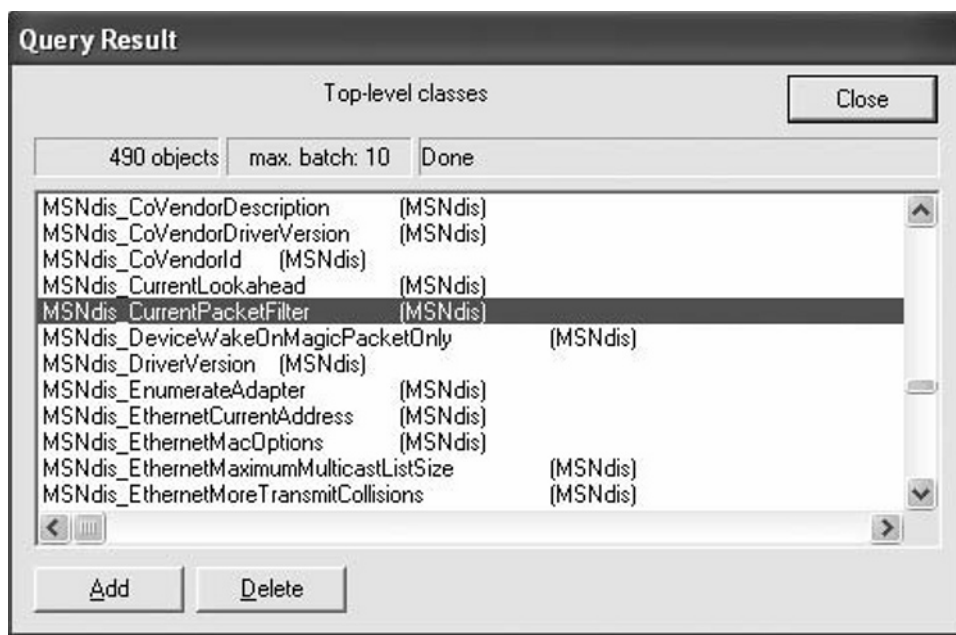 Query Result
Top-level classes
Close
490 objects max. batch: 10 Done
MSNdis_CoVendorDescription (MSNdis)
MSNdis_CoVendorDriverVersion (MSNdis)
MSNdis_CoVendorId (MSNdis)
MSNdis_CurrentLookahead (MSNdis)
MSNdis_CurrentPacketFilter (MSNdis)
MSNdis_DeviceWakeOnMagicPacketOnly (MSNdis)
MSNdis_DriverVersion (MSNdis)
MSNdis_EnumerateAdapter (MSNdis)
MSNdis_EthernetCurrentAddress (MSNdis)
MSNdis_EthernetMacOptions (MSNdis)
MSNdis_EthernetMaximumMulticastListSize (MSNdis)
MSNdis_EthernetMoreTransmitCollisions (MSNdis)
Add Delete